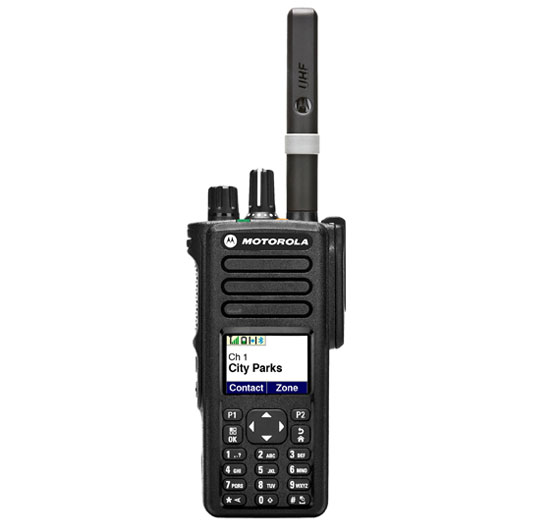 UHF
MOTOROLA
Ch 1
City Parks
Contact Zone
P1 P2
OK
1 .,? 2 ABC 3 DEF
4 GHI 5 JKL 6 MNO
7 PQRS 8 TUV 9 WXYZ
* 0 #